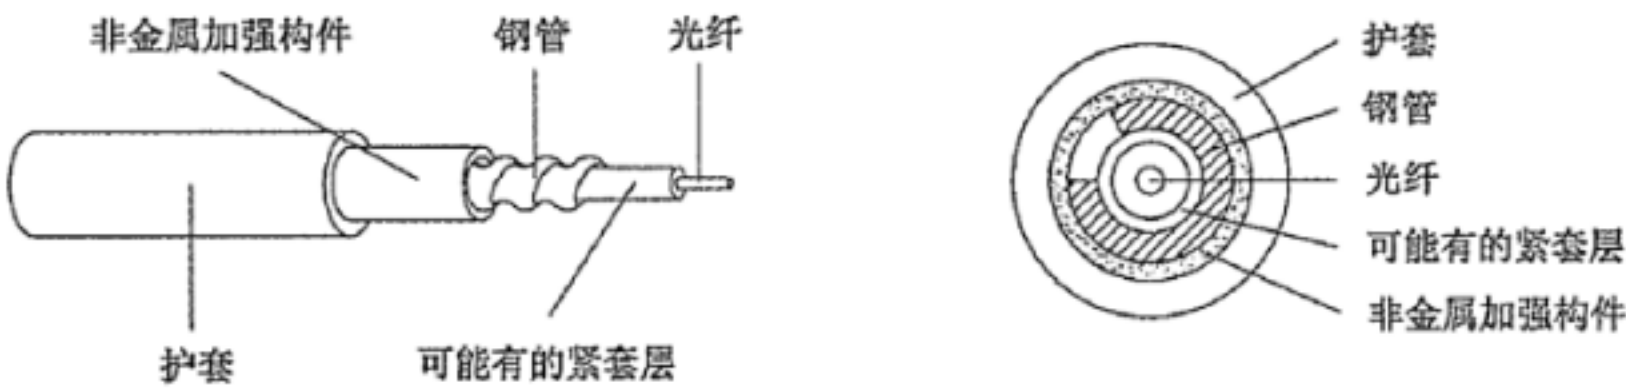 非金属加强构件
钢管
光纤
护套
可能有的紧套层
护套
钢管
光纤
可能有的紧套层
非金属加强构件